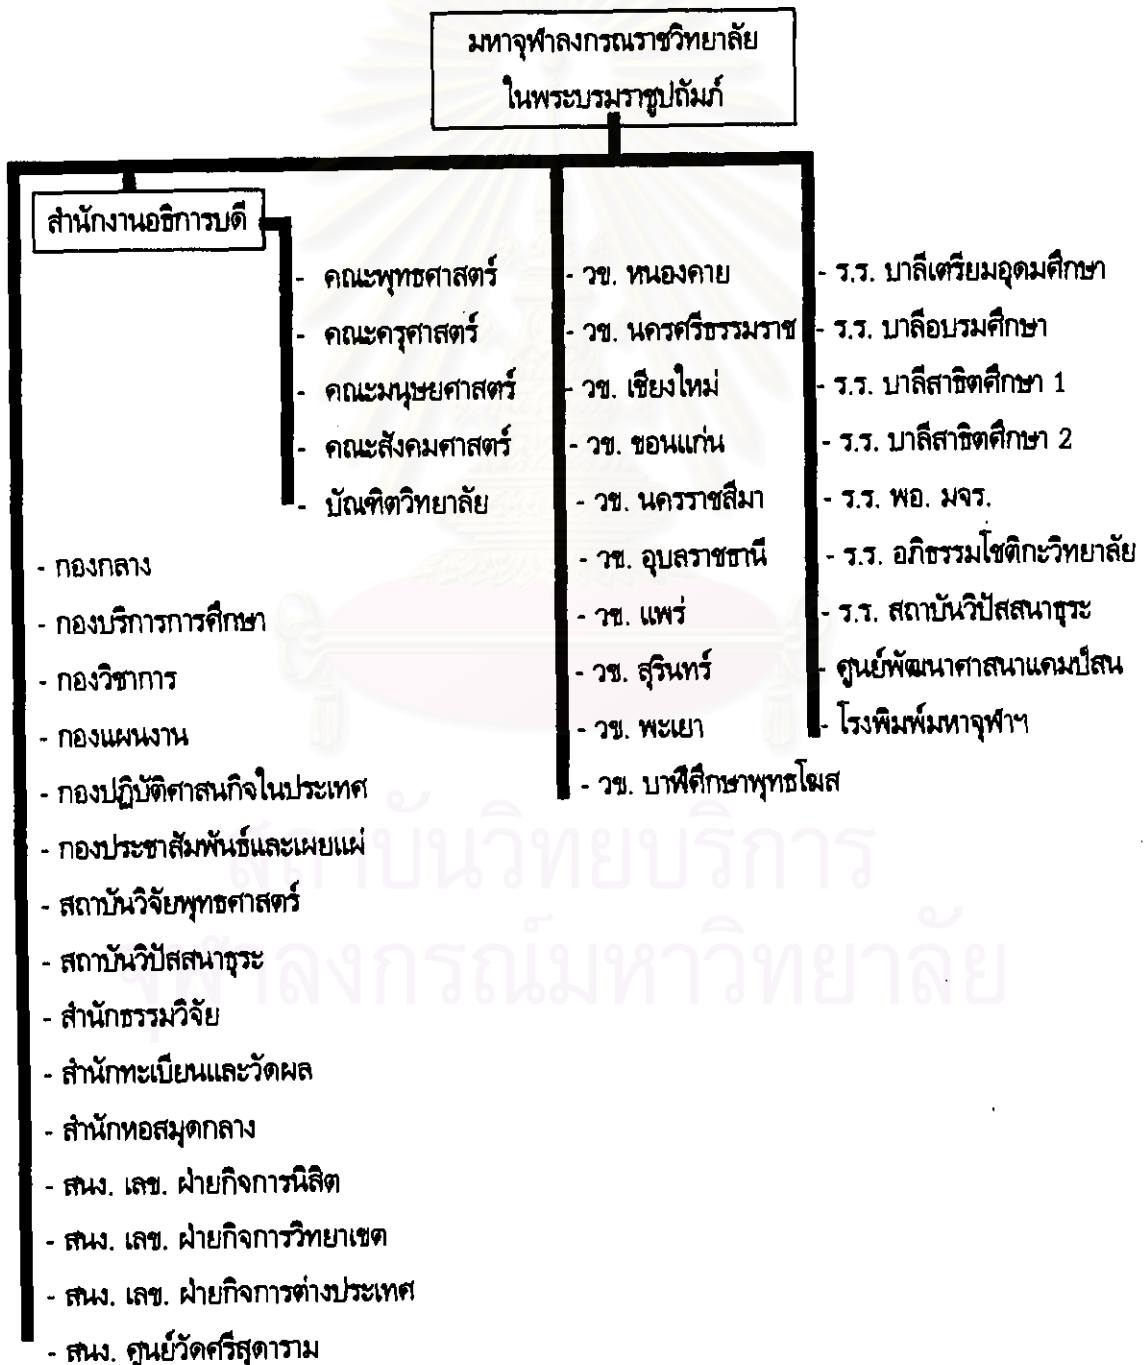 มหาจุฬาลงกรณราชวิทยาลัย
ในพระบรมราชูปถัมภ์
สำนักงานอธิการบดี
- คณะพุทธศาสตร์
- คณะครุศาสตร์
- คณะมนุษยศาสตร์
- คณะสังคมศาสตร์
- บัณฑิตวิทยาลัย
- กองกลาง
- กองบริการการศึกษา
- กองวิชาการ
- กองแผนงาน
- กองปฏิบัติศาสนกิจในประเทศ
- กองประชาสัมพันธ์และเผยแผ่
- สถาบันวิจัยพุทธศาสตร์
- สถาบันวิปัสสนาธุระ
- สำนักธรรมวิจัย
- สำนักทะเบียนและวัดผล
- สำนักหอสมุดกลาง
- สนง. เลข. ฝ่ายกิจการนิสิต
- สนง. เลข. ฝ่ายกิจการวิทยาเขต
- สนง. เลข. ฝ่ายกิจการต่างประเทศ
- สนง. ศูนย์วัดศรีสุดาราม
- วข. หนองคาย
- วข. นครศรีธรรมราช
- วข. เชียงใหม่
- วข. ขอนแก่น
- วข. นครราชสีมา
- วข. อุบลราชธานี
- วข. แพร่
- วข. สุรินทร์
- วข. พะเยา
- วข. บาฬีศึกษาพุทธโฆส
- ร.ร. บาลีเตรียมอุดมศึกษา
- ร.ร. บาลีอบรมศึกษา
- ร.ร. บาลีสาธิตศึกษา 1
- ร.ร. บาลีสาธิตศึกษา 2
- ร.ร. พอ. มจร.
- ร.ร. อภิธรรมโชติกะวิทยาลัย
- ร.ร. สถาบันวิปัสสนาธุระ
- ศูนย์พัฒนาศาสนาแคมป์สน
- โรงพิมพ์มหาจุฬาฯ
สถาบันวิทยบริการ
จุฬาลงกรณ์มหาวิทยาลัย